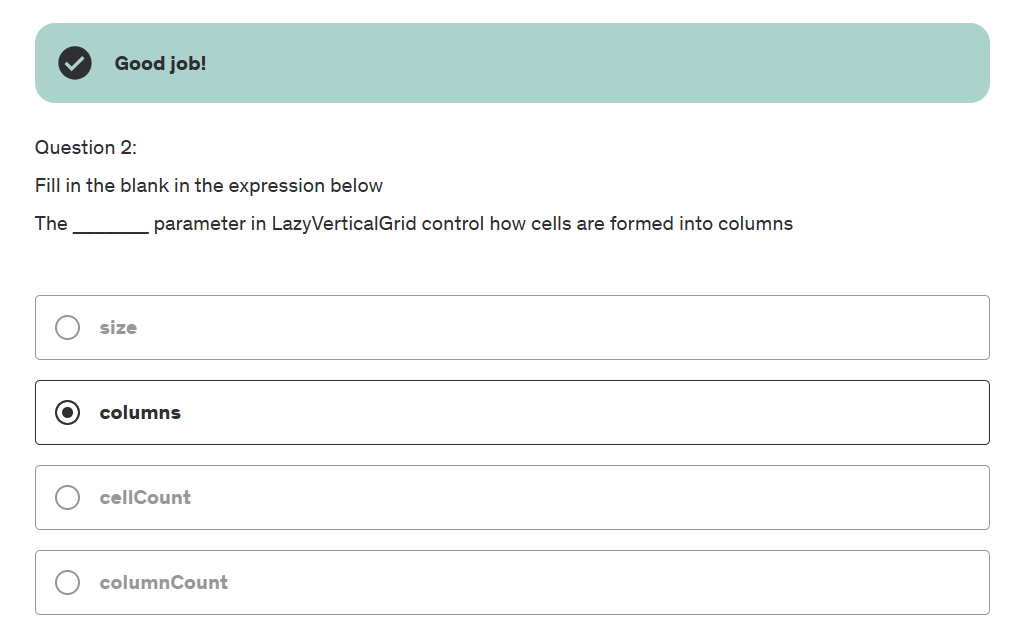 Good job!
Question 2:
Fill in the blank in the expression below
The ________ parameter in LazyVerticalGrid control how cells are formed into columns
size
columns
cellCount
columnCount